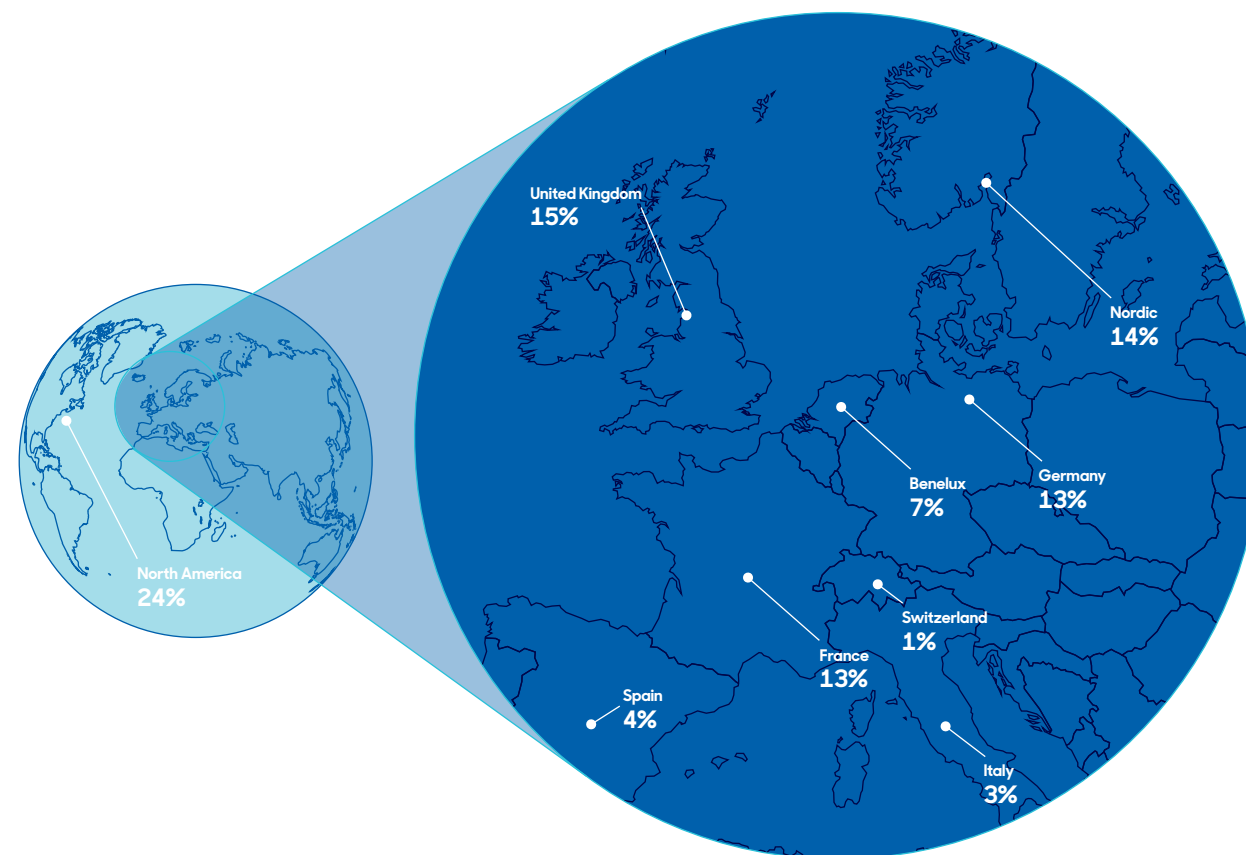 United Kingdom
15%
Nordic
14%
Germany
13%
Benelux
7%
North America
24%
Switzerland
1%
France
13%
Spain
4%
Italy
3%